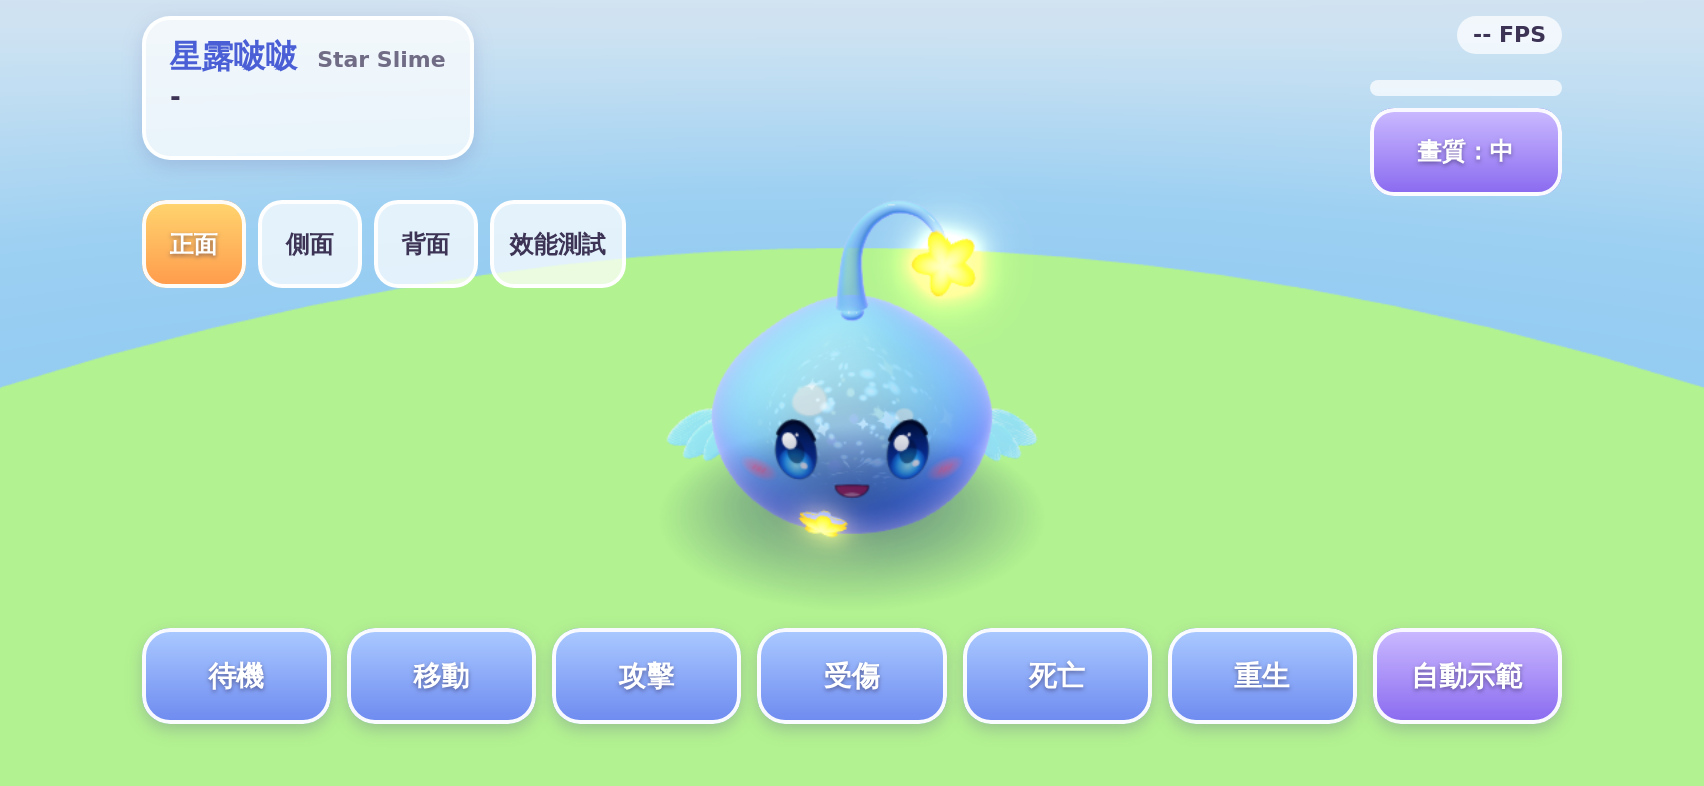 星露啵啵 Star Slime
-
-- FPS
畫質：中
正面
側面
背面
效能測試
待機
移動
攻擊
受傷
死亡
重生
自動示範